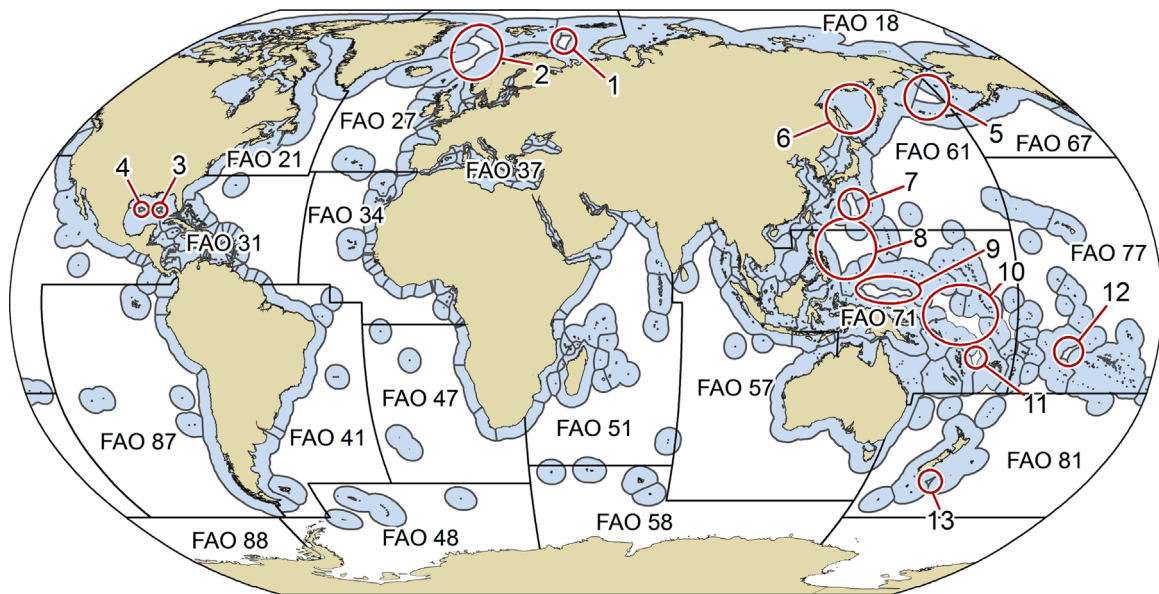 FAO 18
2
1
FAO 27
6
5
FAO 67
FAO 21
FAO 37
FAO 61
4
3
7
FAO 34
8
9
FAO 31
10
FAO 77
12
FAO 71
FAO 57
11
FAO 47
FAO 51
FAO 87
FAO 41
FAO 81
13
FAO 58
FAO 88
FAO 48